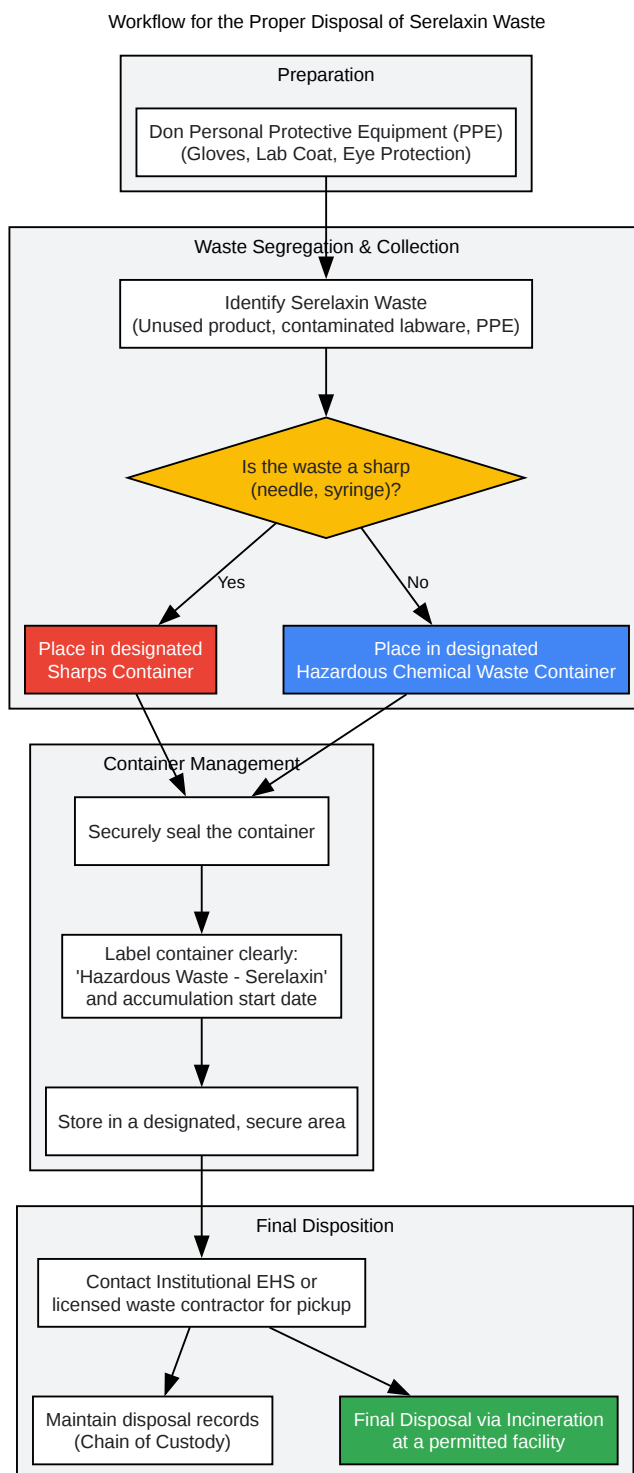 Workflow for the Proper Disposal of Serelaxin Waste
Preparation
Don Personal Protective Equipment (PPE)
(Gloves, Lab Coat, Eye Protection)
Waste Segregation & Collection
Identify Serelaxin Waste
(Unused product, contaminated labware, PPE)
Is the waste a sharp
(needle, syringe)?
Yes
No
Place in designated
Sharps Container
Place in designated
Hazardous Chemical Waste Container
Container Management
Securely seal the container
Label container clearly:
'Hazardous Waste - Serelaxin'
and accumulation start date
Store in a designated, secure area
Final Disposition
Contact Institutional EHS or
licensed waste contractor for pickup
Maintain disposal records
(Chain of Custody)
Final Disposal via Incineration
at a permitted facility